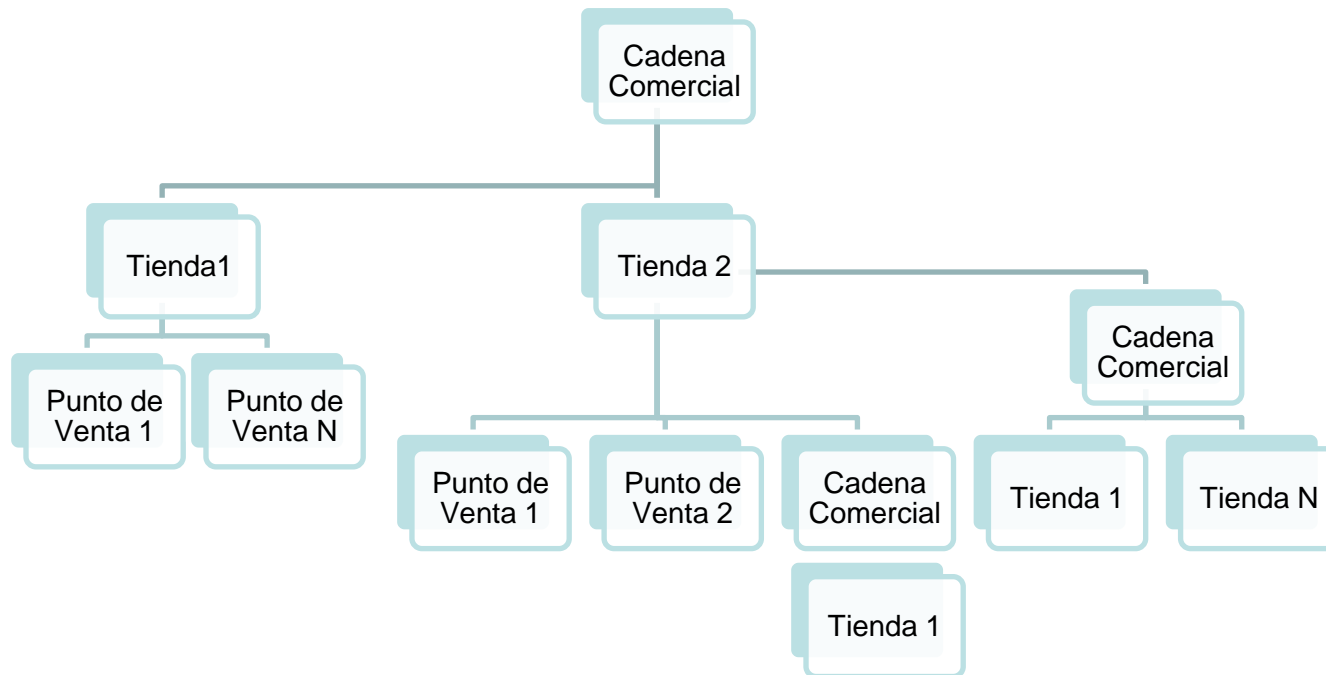 Cadena
Comercial
Tienda1
Tienda 2
Cadena
Comercial
Punto de
Venta 1
Punto de
Venta N
Punto de
Venta 1
Punto de
Venta 2
Cadena
Comercial
Tienda 1
Tienda N
Tienda 1